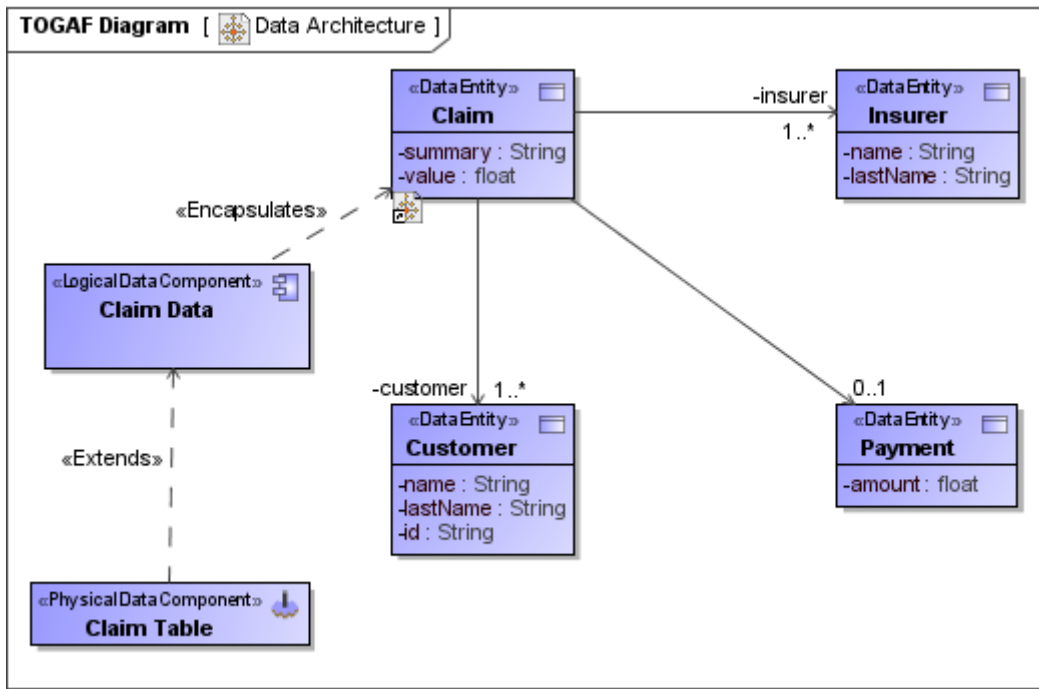 TOGAF Diagram [ Data Architecture ]
«DataEntity»
Claim
-summary : String
-value : float
-insurer
1..*
«DataEntity»
Insurer
-name : String
-lastName : String
«Encapsulates»
«LogicalDataComponent»
Claim Data
-customer 1..*
«DataEntity»
Customer
-name : String
-lastName : String
-id : String
0..1
«DataEntity»
Payment
-amount : float
«Extends»
«PhysicalDataComponent»
Claim Table